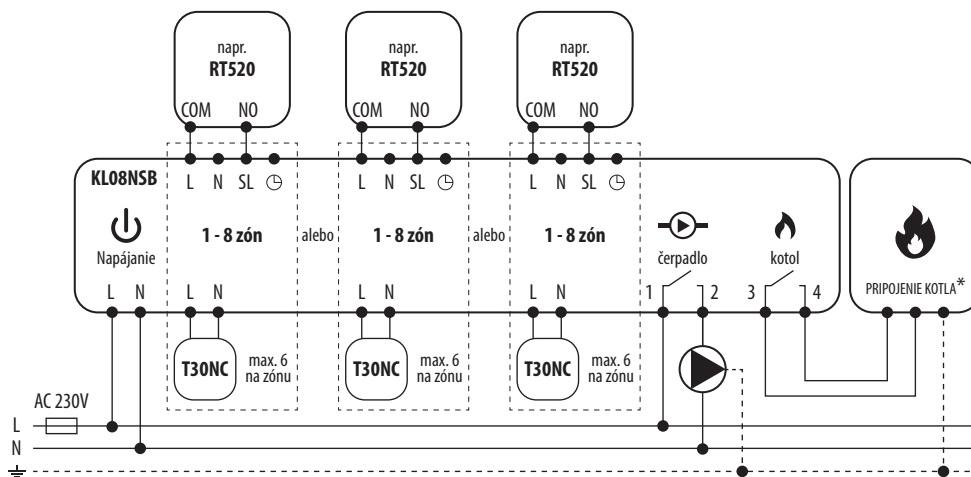 napr. napr. napr.
RT520 RT520 RT520
COM NO COM NO COM NO
KL08NSB
L N SL L N SL L N SL
1 - 8 zón alebo 1 - 8 zón alebo 1 - 8 zón
Napájanie čerpadlo kotol
PRIPOJENIE KOTLA*
L N L N L N L N 1 2 3 4
T30NC max. 6 na zónu
T30NC max. 6 na zónu
T30NC max. 6 na zónu
AC 230V
L
N